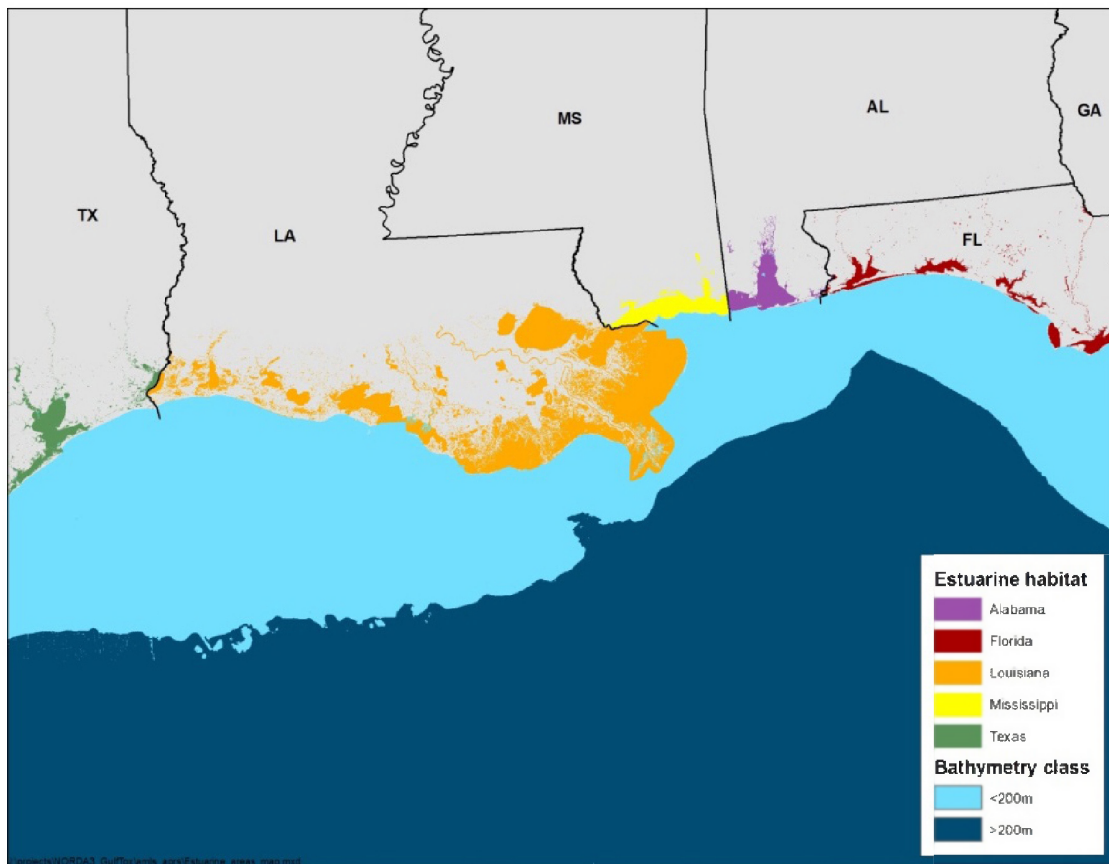 MS
AL
GA
TX
LA
FL
Estuarine habitat
Alabama
Florida
Louisiana
Mississippi
Texas
Bathymetry class
<200m
>200m